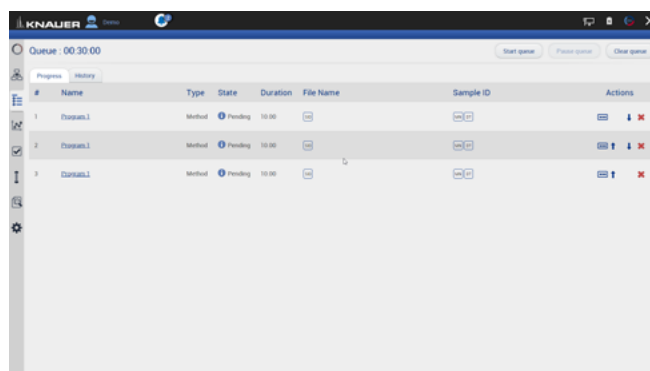 KNAUER Demo
Queue : 00:30:00 Start queue Pause queue Clear queue
Progress History
# Name Type State Duration File Name Sample ID Actions
1 Program 1 Method Pending 10.00
2 Program 1 Method Pending 10.00
3 Program 1 Method Pending 10.00